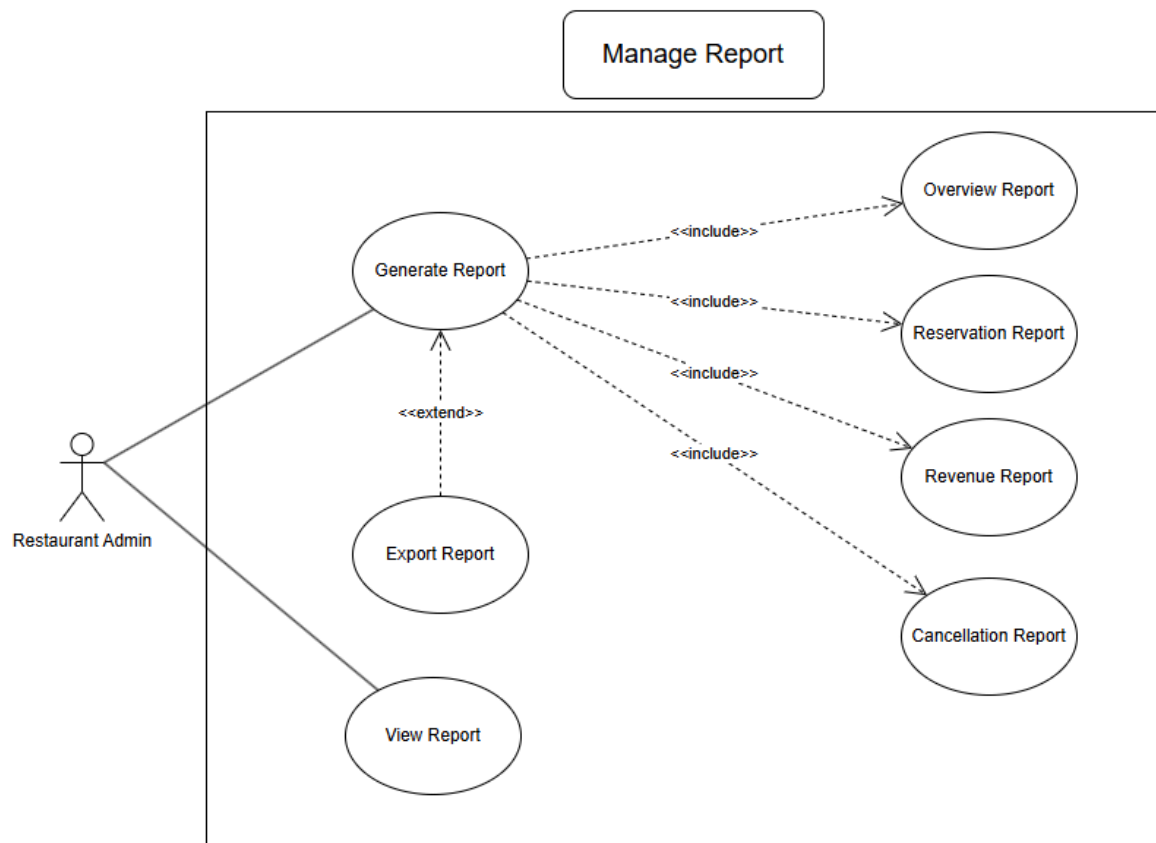 Manage Report
Overview Report
<<include>>
Generate Report
<<include>>
Reservation Report
<<include>>
<<extend>>
<<include>>
Revenue Report
Restaurant Admin
Export Report
Cancellation Report
View Report